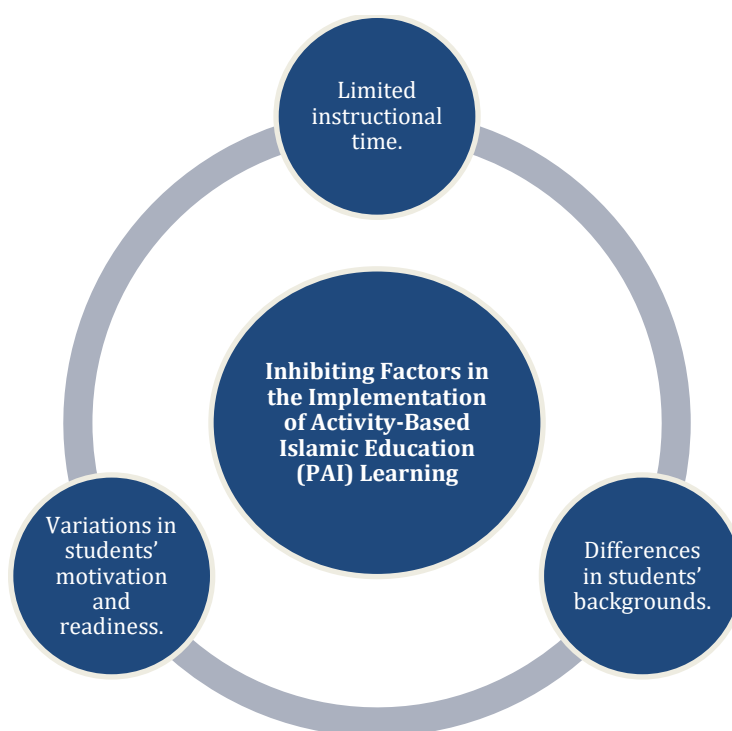 Limited
instructional
time.
Inhibiting Factors in
the Implementation
of Activity-Based
Islamic Education
(PAI) Learning
Variations in
students’
motivation
and
readiness.
Differences
in students’
backgrounds.